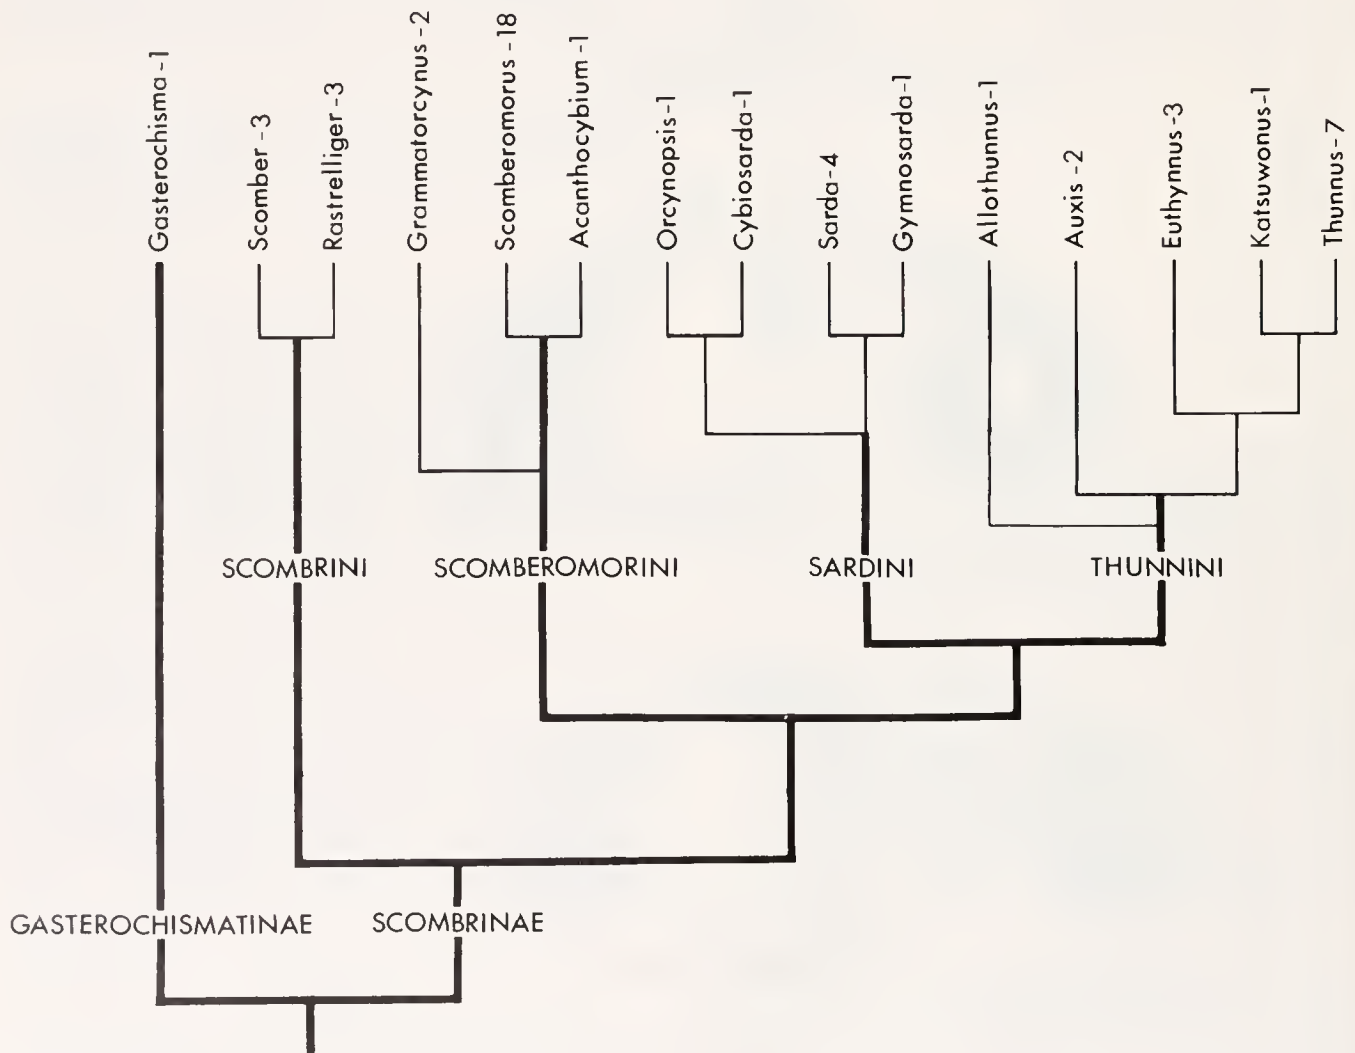 Gasterochisma-1
Scomber-3
Rastrelliger-3
Grammatorcynus-2
Scomberomorus-18
Acanthocybium-1
Orcynopsis-1
Cybiosarda-1
Sarda-4
Gymnosarda-1
Allothunnus-1
Auxis-2
Euthynnus-3
Katsuwonus-1
Thunnus-7
SCOMBRINI
SCOMBEROMORINI
SARDINI
THUNNINI
GASTEROCHISMATINAE
SCOMBRINAE